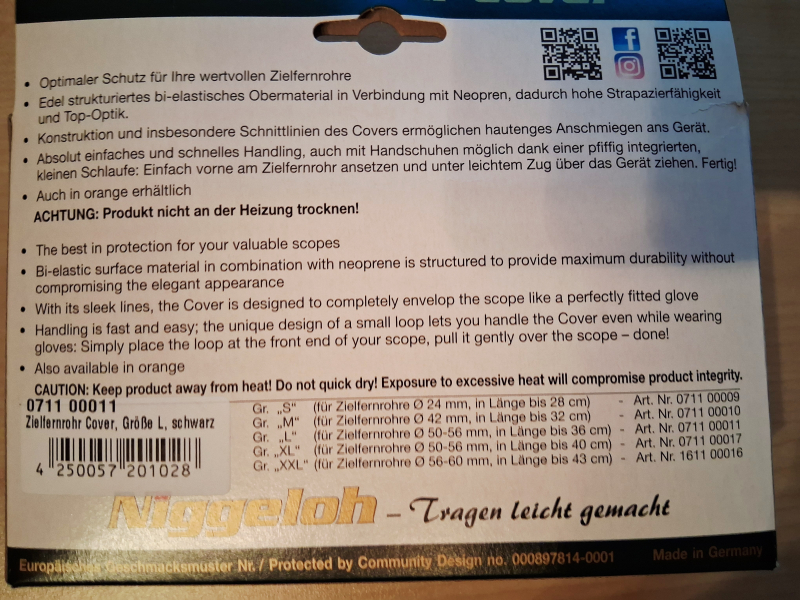 • Optimaler Schutz für Ihre wertvollen Zielfernrohre
• Edel strukturiertes bi-elastisches Obermaterial in Verbindung mit Neopren, dadurch hohe Strapazierfähigkeit
und Top-Optik.
• Konstruktion und insbesondere Schnittlinien des Covers ermöglichen hautenges Anschmiegen ans Gerät.
• Absolut einfaches und schnelles Handling, auch mit Handschuhen möglich dank einer pfiffig integrierten,
kleinen Schlaufe: Einfach vorne am Zielfernrohr ansetzen und unter leichtem Zug über das Gerät ziehen. Fertig!
• Auch in orange erhältlich
ACHTUNG: Produkt nicht an der Heizung trocknen!
• The best in protection for your valuable scopes
• Bi-elastic surface material in combination with neoprene is structured to provide maximum durability without
compromising the elegant appearance
• With its sleek lines, the Cover is designed to completely envelop the scope like a perfectly fitted glove
• Handling is fast and easy; the unique design of a small loop lets you handle the Cover even while wearing
gloves: Simply place the loop at the front end of your scope, pull it gently over the scope – done!
• Also available in orange
CAUTION: Keep product away from heat! Do not quick dry! Exposure to excessive heat will compromise product integrity.
0711 00011
Zielfernrohr Cover, Größe L, schwarz
4 250057 201028
Gr. „S“ (für Zielfernrohre Ø 24 mm, in Länge bis 28 cm) - Art. Nr. 0711 00009
Gr. „M“ (für Zielfernrohre Ø 42 mm, in Länge bis 32 cm) - Art. Nr. 0711 00010
Gr. „L“ (für Zielfernrohre Ø 50-56 mm, in Länge bis 36 cm) - Art. Nr. 0711 00011
Gr. „XL“ (für Zielfernrohre Ø 50-56 mm, in Länge bis 40 cm) - Art. Nr. 0711 00017
Gr. „XXL“ (für Zielfernrohre Ø 56-60 mm, in Länge bis 43 cm) - Art. Nr. 1611 00016
Niggeloh – Tragen leicht gemacht
Europäisches Geschmacksmuster Nr. / Protected by Community Design no. 000897814-0001 Made in Germany